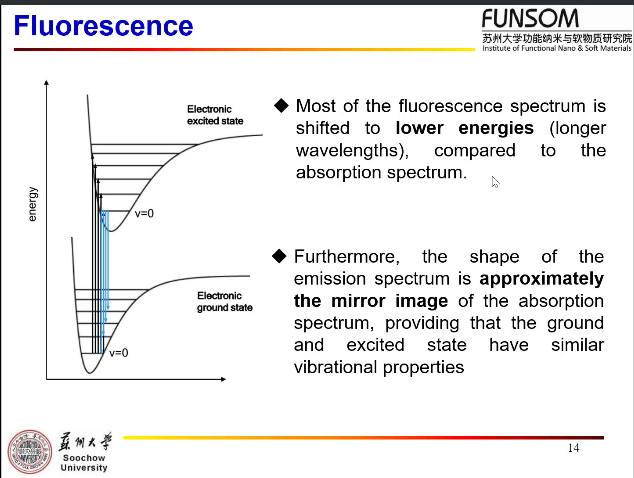 Fluorescence
FUNSOM
苏州大学功能纳米与软物质研究院
Institute of Functional Nano & Soft Materials
Electronic
excited state
energy
v=0
Electronic
ground state
v=0
Most of the fluorescence spectrum is
shifted to lower energies (longer
wavelengths), compared to the
absorption spectrum.
Furthermore, the shape of the
emission spectrum is approximately
the mirror image of the absorption
spectrum, providing that the ground
and excited state have similar
vibrational properties
蘇州大学
Soochow
University
14